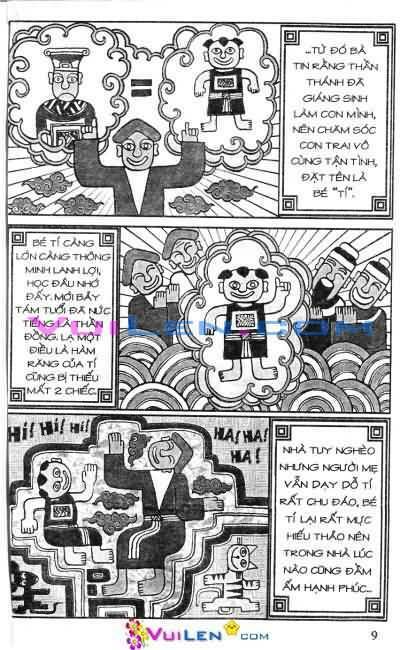 ...TỪ ĐÓ BÀ
TIN RẰNG THẦN
THÁNH ĐÃ
GIÁNG SINH
LÀM CON MÌNH,
NÊN CHĂM SÓC
CON TRAI VÔ
CÙNG TẬN TÌNH,
ĐẶT TÊN LÀ
BÉ "TÍ".
BÉ TÍ CÀNG
LỚN CÀNG THÔNG
MINH LANH LỢI,
HỌC ĐÂU NHỚ
ĐẤY. MỚI BẢY
TÁM TUỔI ĐÃ NỨC
TIẾNG LÀ THẦN
ĐỒNG. LẠ MỘT
ĐIỀU LÀ HÀM
RĂNG CỦA TÍ
CŨNG BỊ THIẾU
MẤT 2 CHIẾC.
VUILEN.COM
HI! HI! HI!
HA! HA!
HA!
NHÀ TUY NGHÈO
NHƯNG NGƯỜI MẸ
VẪN DẠY DỖ TÍ
RẤT CHU ĐÁO, BÉ
TÍ LẠI RẤT MỰC
HIẾU THẢO NÊN
TRONG NHÀ LÚC
NÀO CŨNG ĐẦM
ẤM HẠNH PHÚC...
9
VUILEN.COM